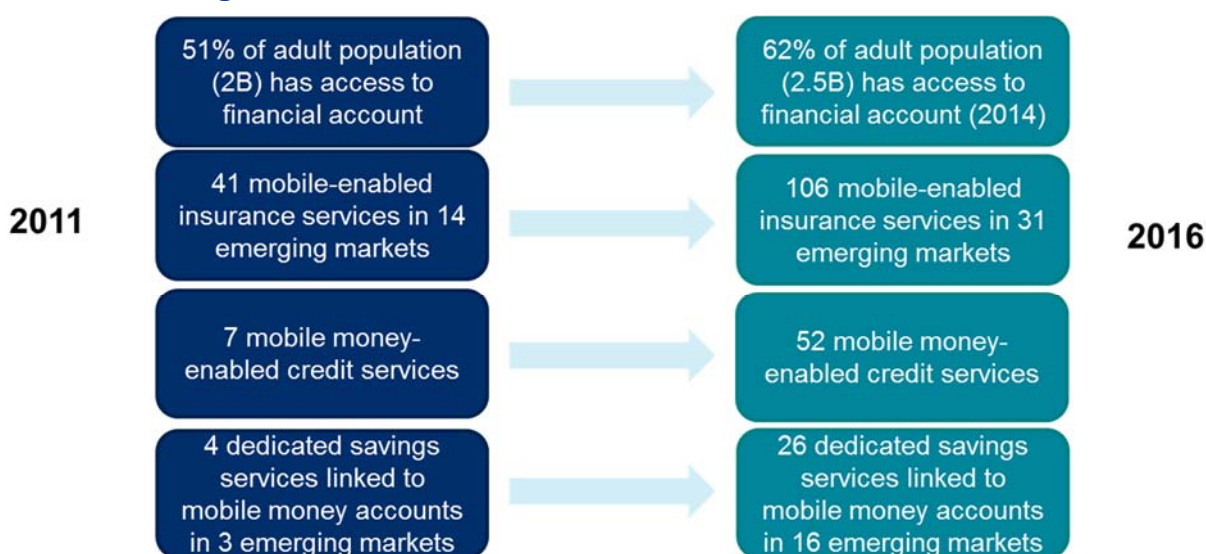 51% of adult population
(2B) has access to
financial account
62% of adult population
(2.5B) has access to
financial account (2014)
2011
41 mobile-enabled
insurance services in 14
emerging markets
106 mobile-enabled
insurance services in 31
emerging markets
2016
7 mobile money-
enabled credit services
52 mobile money-
enabled credit services
4 dedicated savings
services linked to
mobile money accounts
in 3 emerging markets
26 dedicated savings
services linked to
mobile money accounts
in 16 emerging markets